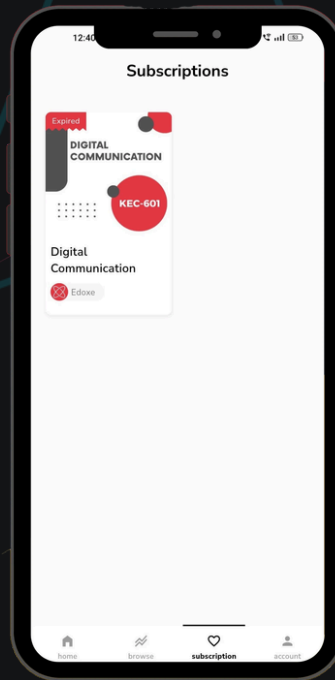 12:40
Subscriptions
Expired
DIGITAL
COMMUNICATION
KEC-601
Digital
Communication
Edoxe
home
browse
subscription
account